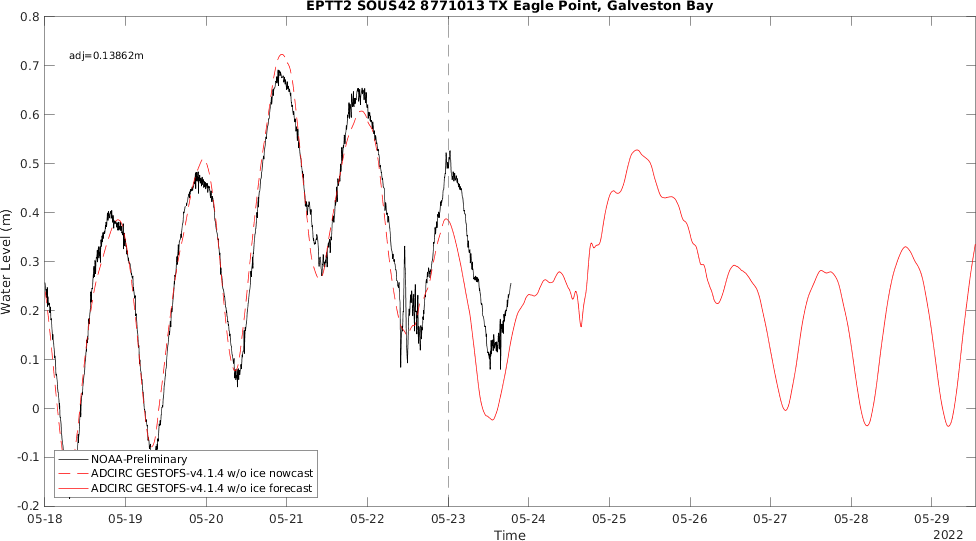 EPTT2 SOUS42 8771013 TX Eagle Point, Galveston Bay
adj=0.13862m
Water Level (m)
0.8
0.7
0.6
0.5
0.4
0.3
0.2
0.1
0
-0.1
-0.2
NOAA-Preliminary
ADCIRC GESTOFS-v4.1.4 w/o ice nowcast
ADCIRC GESTOFS-v4.1.4 w/o ice forecast
05-18 05-19 05-20 05-21 05-22 05-23 05-24 05-25 05-26 05-27 05-28 05-29
Time
2022